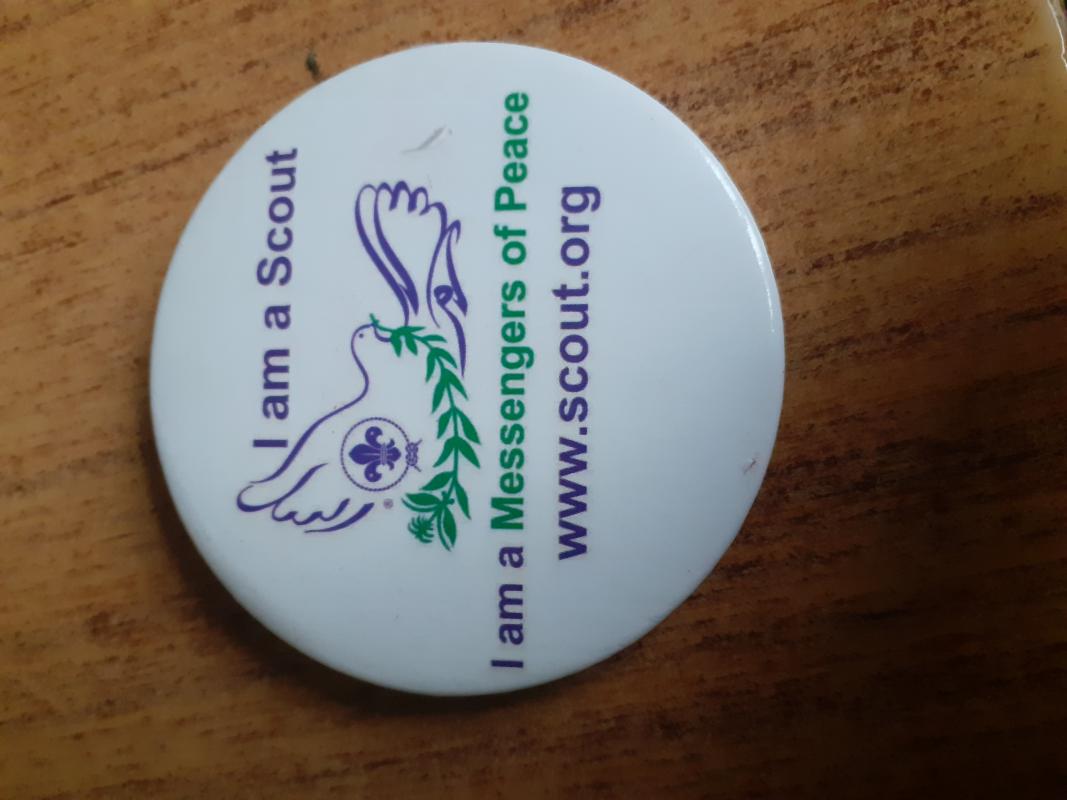 I am a Scout
®
I am a Messengers of Peace
www.scout.org